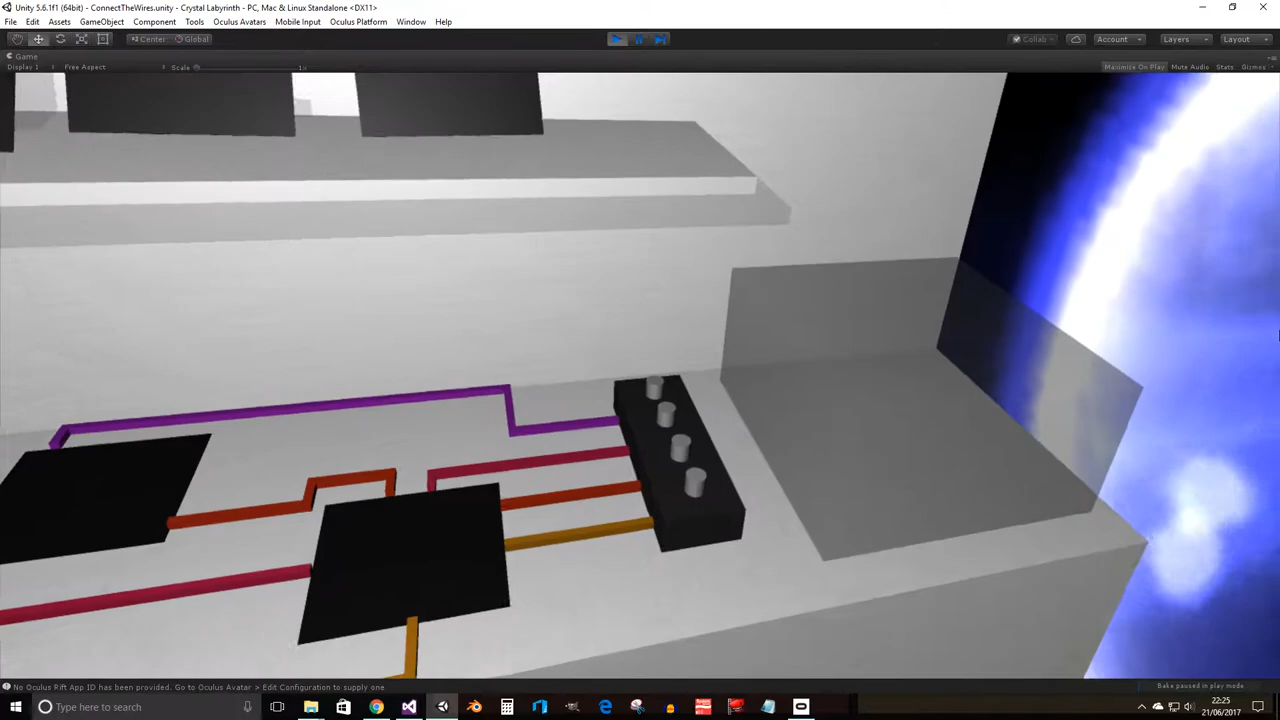 Unity 5.6.1f1 (64bit) - ConnectTheWires.unity - Crystal Labyrinth - PC, Mac & Linux Standalone <DX11>
File Edit Assets GameObject Component Tools Oculus Avatars Mobile Input Oculus Platform Window Help
Center Global Collab Account Layers Layout
Game
Display 1 Free Aspect Scale 1x Maximize On Play Mute Audio Stats Gizmos
No Oculus Rift App ID has been provided. Go to Oculus Avatar > Edit Configuration to supply one
Bake paused in play mode
Type here to search
22:25
21/06/2017